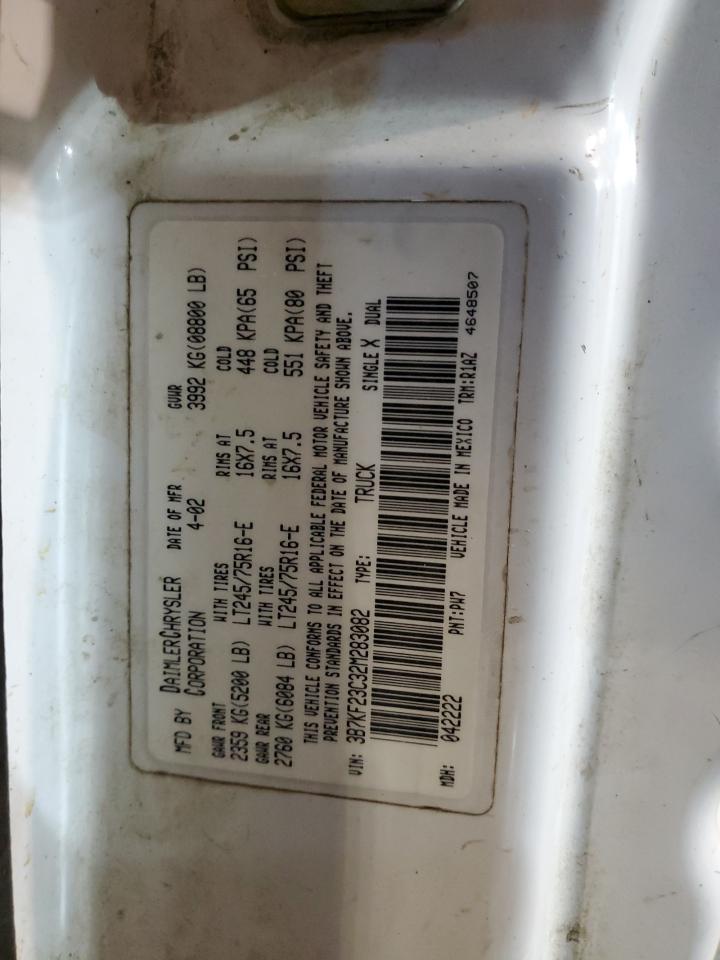 MFD BY DAIMLERCHRYSLER DATE OF MFR GVWR
CORPORATION 4-02 3992 KG(08800 LB)
GAWR FRONT WITH TIRES RIMS AT COLD
2359 KG(5200 LB) LT245/75R16-E 16X7.5 448 KPA(65 PSI)
GAWR REAR WITH TIRES RIMS AT COLD
2760 KG(6084 LB) LT245/75R16-E 16X7.5 551 KPA(80 PSI)
THIS VEHICLE CONFORMS TO ALL APPLICABLE FEDERAL MOTOR VEHICLE SAFETY AND THEFT
PREVENTION STANDARDS IN EFFECT ON THE DATE OF MANUFACTURE SHOWN ABOVE.
VIN: 3B7KF23C32M283082 TYPE: TRUCK SINGLE X DUAL
MDH: 042222 PNT:PW7 VEHICLE MADE IN MEXICO TRM:R1AZ 4648507